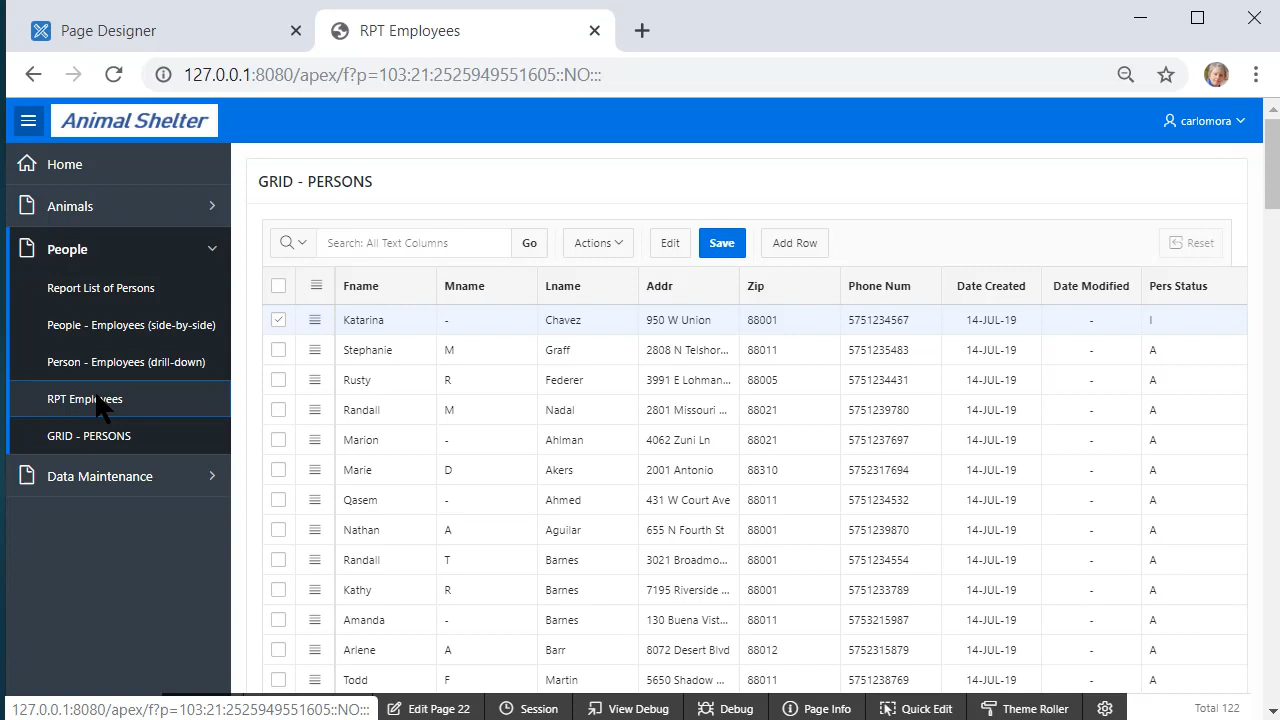 Page Designer
RPT Employees
127.0.0.1:8080/apex/f?p=103:21:2525949551605::NO:::
Animal Shelter
carlomora
Home
Animals
People
Report List of Persons
People - Employees (side-by-side)
Person - Employees (drill-down)
RPT Employees
GRID - PERSONS
Data Maintenance
GRID - PERSONS
Search: All Text Columns Go Actions Edit Save Add Row Reset
Fname Mname Lname Addr Zip Phone Num Date Created Date Modified Pers Status
Katarina - Chavez 950 W Union 88001 5751234567 14-JUL-19 - I
Stephanie M Graff 2808 N Telshor... 88011 5751235483 14-JUL-19 - A
Rusty R Federer 3991 E Lohman... 88005 5751234431 14-JUL-19 - A
Randall M Nadal 2801 Missouri ... 88021 5751239780 14-JUL-19 - A
Marion - Ahlman 4062 Zuni Ln 88021 5751237697 14-JUL-19 - A
Marie D Akers 2001 Antonio 88310 5752317694 14-JUL-19 - A
Qasem - Ahmed 431 W Court Ave 88011 5751234532 14-JUL-19 - A
Nathan A Aguilar 655 N Fourth St 88001 5751239870 14-JUL-19 - A
Randall T Barnes 3021 Broadmo... 88001 5751234554 14-JUL-19 - A
Kathy R Barnes 7195 Riverside ... 88001 5751233789 14-JUL-19 - A
Amanda - Barnes 130 Buena Vist... 88011 5753215987 14-JUL-19 - A
Arlene A Barr 8072 Desert Blvd 88012 5752315879 14-JUL-19 - A
Todd F Martin 5650 Shadow ... 88011 5751238769 14-JUL-19 - A
127.0.0.1:8080/apex/f?p=103:21:2525949551605::NO:::
Edit Page 22 Session View Debug Debug Page Info Quick Edit Theme Roller
Total 122